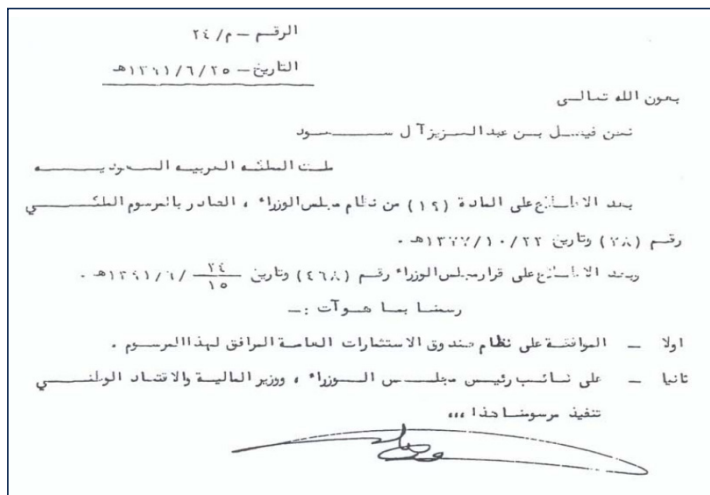 الرقم – م/ ٢٤
التاريخ – ١٣٩١/٦/٢٥هـ
بعون الله تعالى
نحن فيصل بن عبدالعزيز آل سعود
ملك المملكة العربية السعودية
بعد الاطلاع على المادة (١٩) من نظام مجلس الوزراء ، الصادر بالمرسوم الملكي
رقم (٣٨) وتاريخ ١٣٧٧/١٠/٢٢هـ .
وبعد الاطلاع على قرار مجلس الوزراء رقم (٤٦٨) وتاريخ ٢٤/١٥/ ١٣٩١/٦هـ .
رسمنا بما هو آت :–
اولا – الموافقة على نظام صندوق الاستثمارات العامة المرافق لهذا المرسوم .
ثانيا – على نائب رئيس مجلس الوزراء ، ووزير المالية والاقتصاد الوطني
تنفيذ مرسومنا هذا ،،،